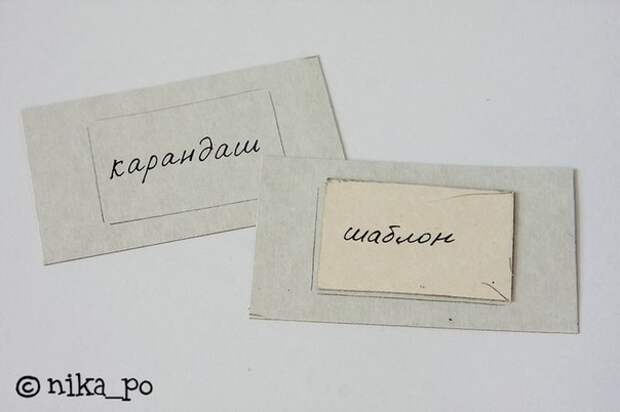 карандаш
шаблон
© nika_po